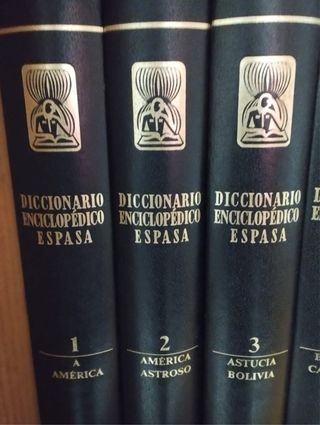 DICCIONARIO
ENCICLOPÉDICO
ESPASA
1
A
AMÉRICA
DICCIONARIO
ENCICLOPÉDICO
ESPASA
2
AMÉRICA
ASTROSO
DICCIONARIO
ENCICLOPÉDICO
ESPASA
3
ASTUCIA
BOLIVIA